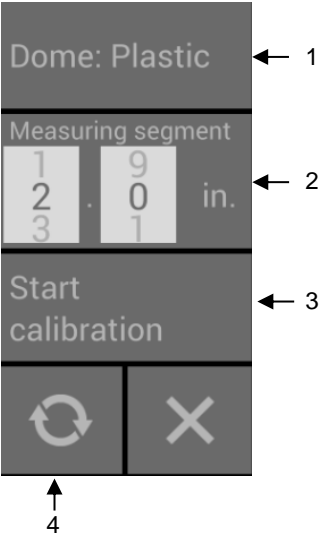 Dome: Plastic
1
Measuring segment
1 9
2 . 0 in.
3 1
2
Start
calibration
3
4